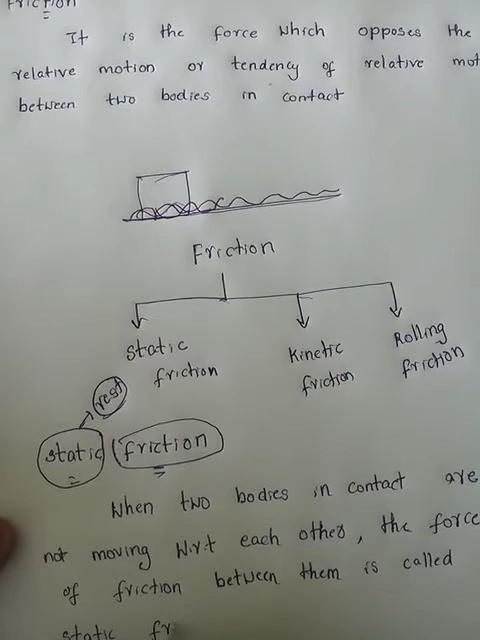 Friction
It is the force which opposes the
relative motion or tendency of relative mot
between two bodies in contact
Friction
Static friction
Kinetic friction
Rolling friction
rest
static friction
When two bodies in contact are
not moving w.r.t each other, the force
of friction between them is called
static fr